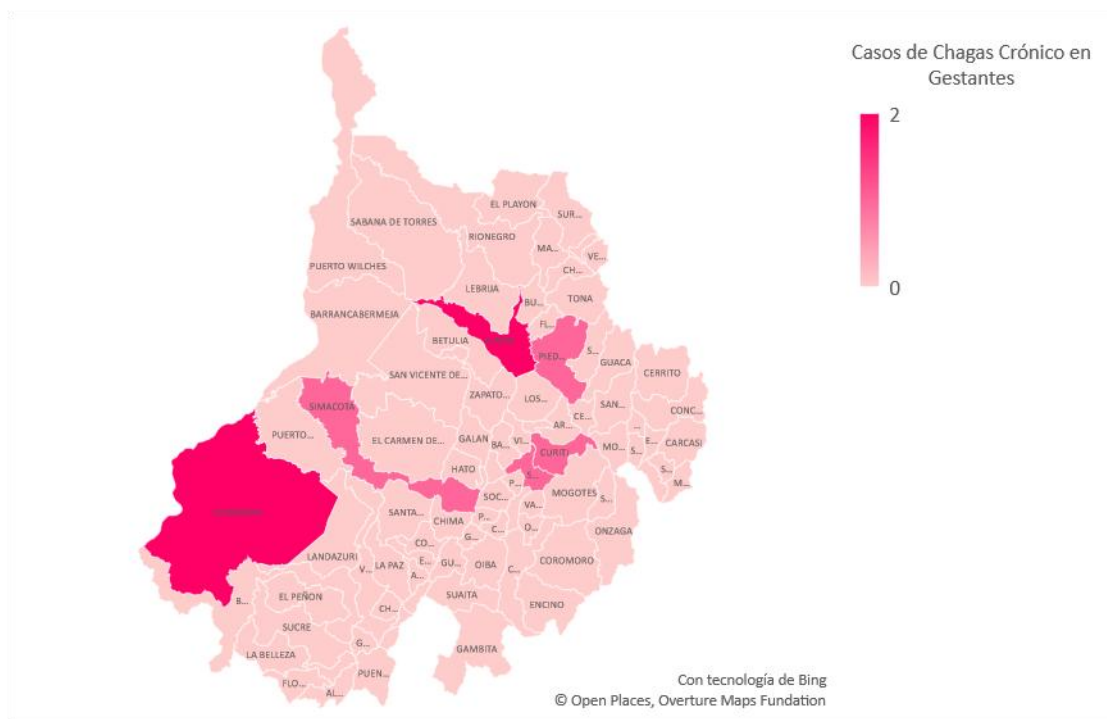 Casos de Chagas Crónico en
Gestantes
2
0
EL PLAYON
SUR...
SABANA DE TORRES
RIONEGRO
MA...
VE...
PUERTO WILCHES
CH...
LEBRIJA
BU...
TONA
BARRANCABERMEJA
FL...
BETULIA
PIED...
S...
GUACA
CERRITO
SAN VICENTE DE...
ZAPATO...
LOS...
SAN...
CONC...
SIMACOTA
CE...
AR...
PUERTO...
EL CARMEN DE...
GALAN
BA...
VI...
CURITI
MO...
...
E...
CARCASI
S...
HATO
S...
M...
P...
S...
MOGOTES
S...
SOC...
VA...
SANTA...
CHIMA
P...
C...
O...
ONZAGA
G...
LANDAZURI
CO...
V...
LA PAZ
E...
A...
GU...
OIBA
C...
COROMORO
B...
EL PEÑON
CH...
SUAITA
ENCINO
SUCRE
G...
LA BELLEZA
GAMBITA
FLO...
AL...
PUEN...
Con tecnología de Bing
© Open Places, Overture Maps Fundation